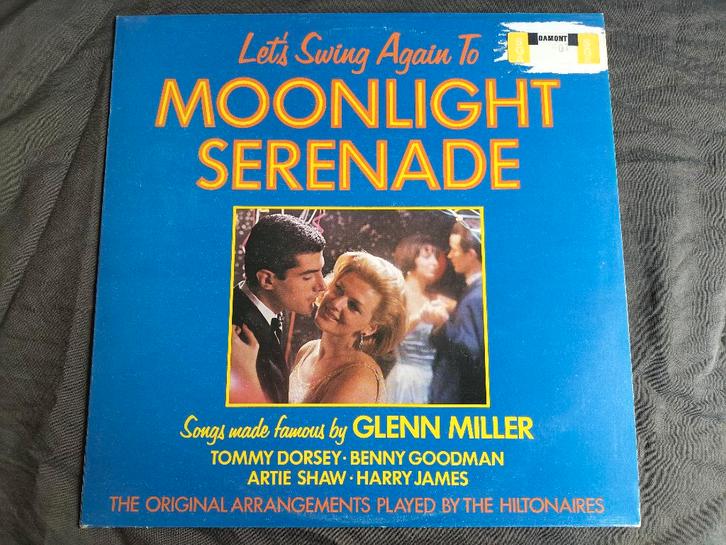 DAMONT
Let's Swing Again To
MOONLIGHT
SERENADE
Songs made famous by GLENN MILLER
TOMMY DORSEY · BENNY GOODMAN
ARTIE SHAW · HARRY JAMES
THE ORIGINAL ARRANGEMENTS PLAYED BY THE HILTONAIRES